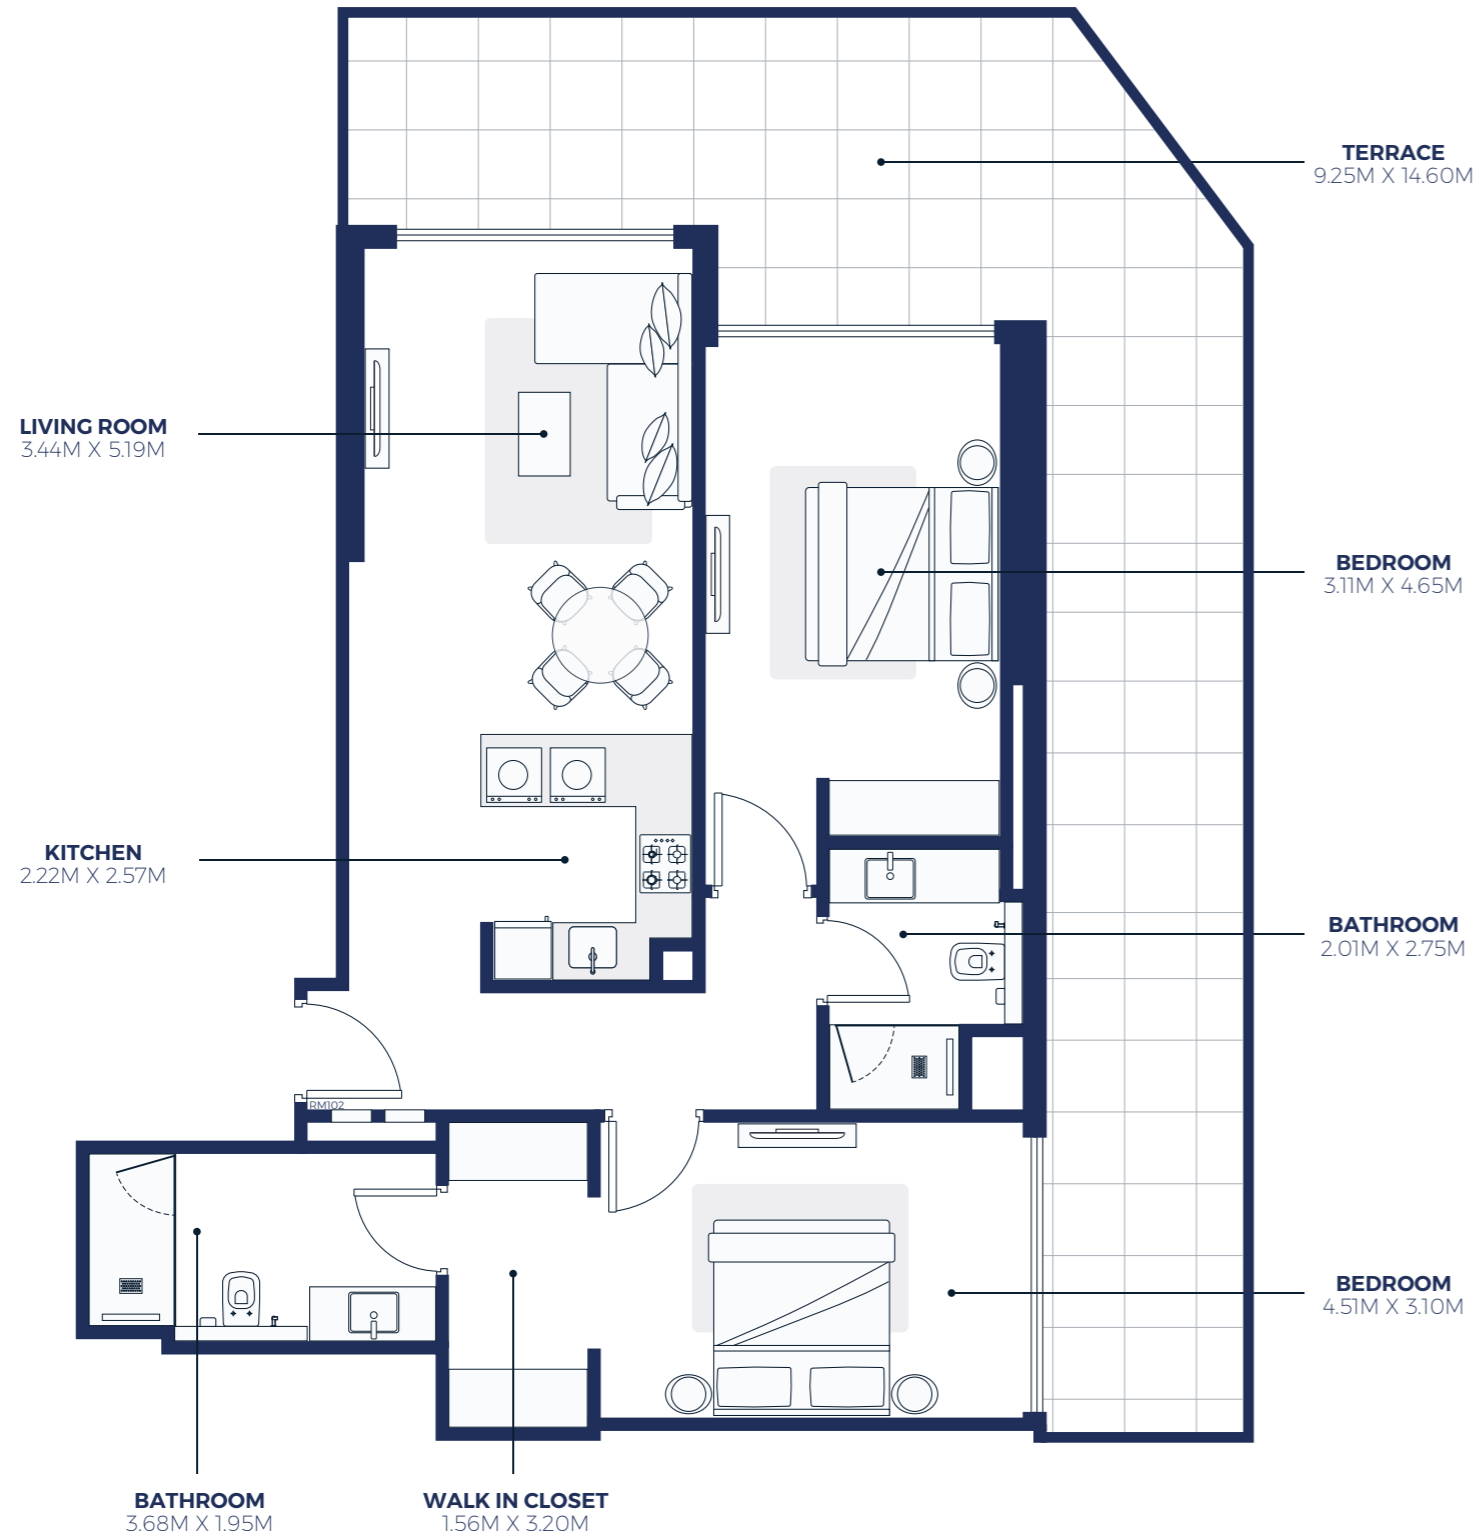 TERRACE
9.25M X 14.60M
LIVING ROOM
3.44M X 5.19M
BEDROOM
3.11M X 4.65M
KITCHEN
2.22M X 2.57M
BATHROOM
2.01M X 2.75M
RM102
BEDROOM
4.51M X 3.10M
BATHROOM
3.68M X 1.95M
WALK IN CLOSET
1.56M X 3.20M